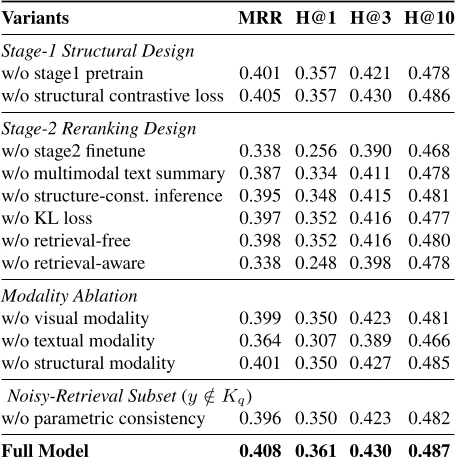 Variants MRR H@1 H@3 H@10
Stage-1 Structural Design
w/o stage1 pretrain 0.401 0.357 0.421 0.478
w/o structural contrastive loss 0.405 0.357 0.430 0.486
Stage-2 Reranking Design
w/o stage2 finetune 0.338 0.256 0.390 0.468
w/o multimodal text summary 0.387 0.334 0.411 0.478
w/o structure-const. inference 0.395 0.348 0.415 0.481
w/o KL loss 0.397 0.352 0.416 0.477
w/o retrieval-free 0.398 0.352 0.416 0.480
w/o retrieval-aware 0.338 0.248 0.398 0.478
Modality Ablation
w/o visual modality 0.399 0.350 0.423 0.481
w/o textual modality 0.364 0.307 0.389 0.466
w/o structural modality 0.401 0.350 0.427 0.485
Noisy-Retrieval Subset (y ∉ K_q)
w/o parametric consistency 0.396 0.350 0.423 0.482
Full Model 0.408 0.361 0.430 0.487